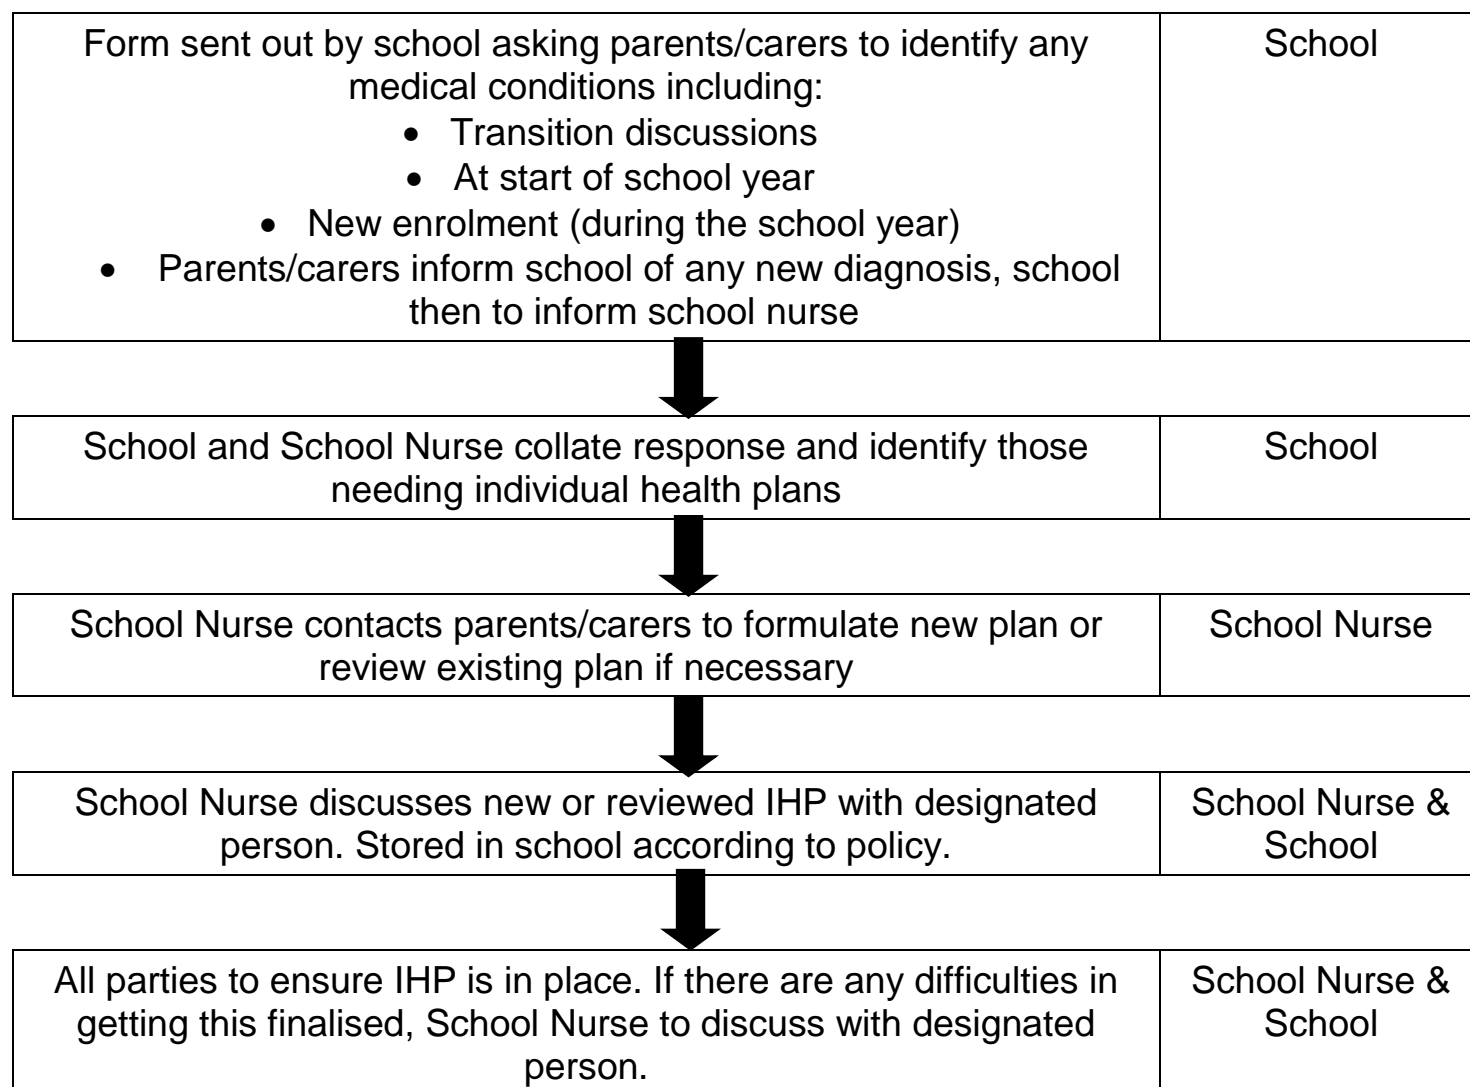 Form sent out by school asking parents/carers to identify any
medical conditions including:
• Transition discussions
• At start of school year
• New enrolment (during the school year)
• Parents/carers inform school of any new diagnosis, school
then to inform school nurse
School
School and School Nurse collate response and identify those
needing individual health plans
School
School Nurse contacts parents/carers to formulate new plan or
review existing plan if necessary
School Nurse
School Nurse discusses new or reviewed IHP with designated
person. Stored in school according to policy.
School Nurse &
School
All parties to ensure IHP is in place. If there are any difficulties in
getting this finalised, School Nurse to discuss with designated
person.
School Nurse &
School